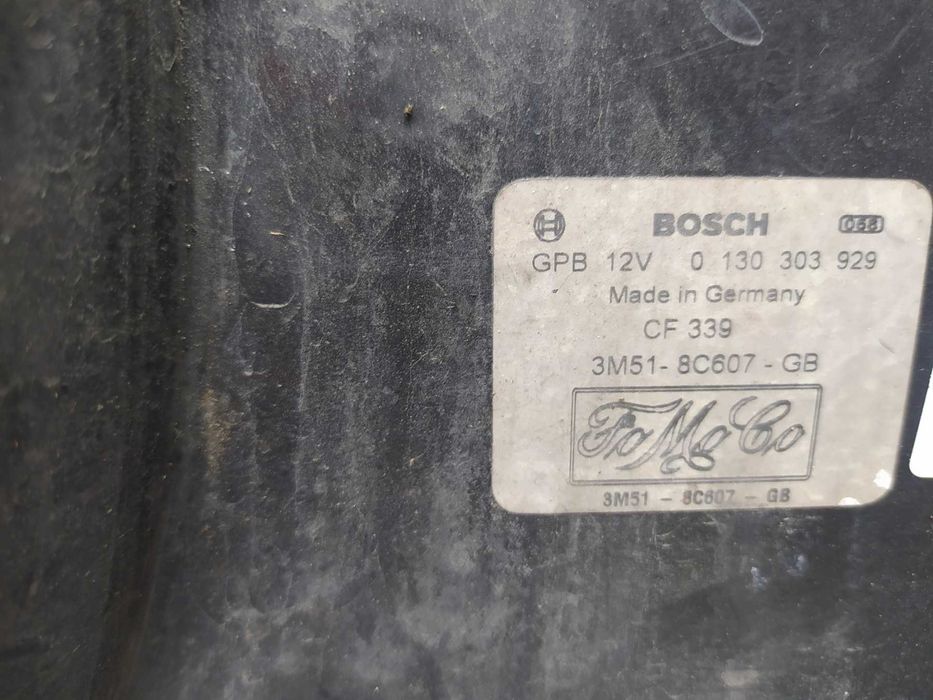 BOSCH
GPB 12V 0 130 303 929
Made in Germany
CF 339
3M51- 8C607 - GB
FoMoCo
3M51 - 8C607 - GB